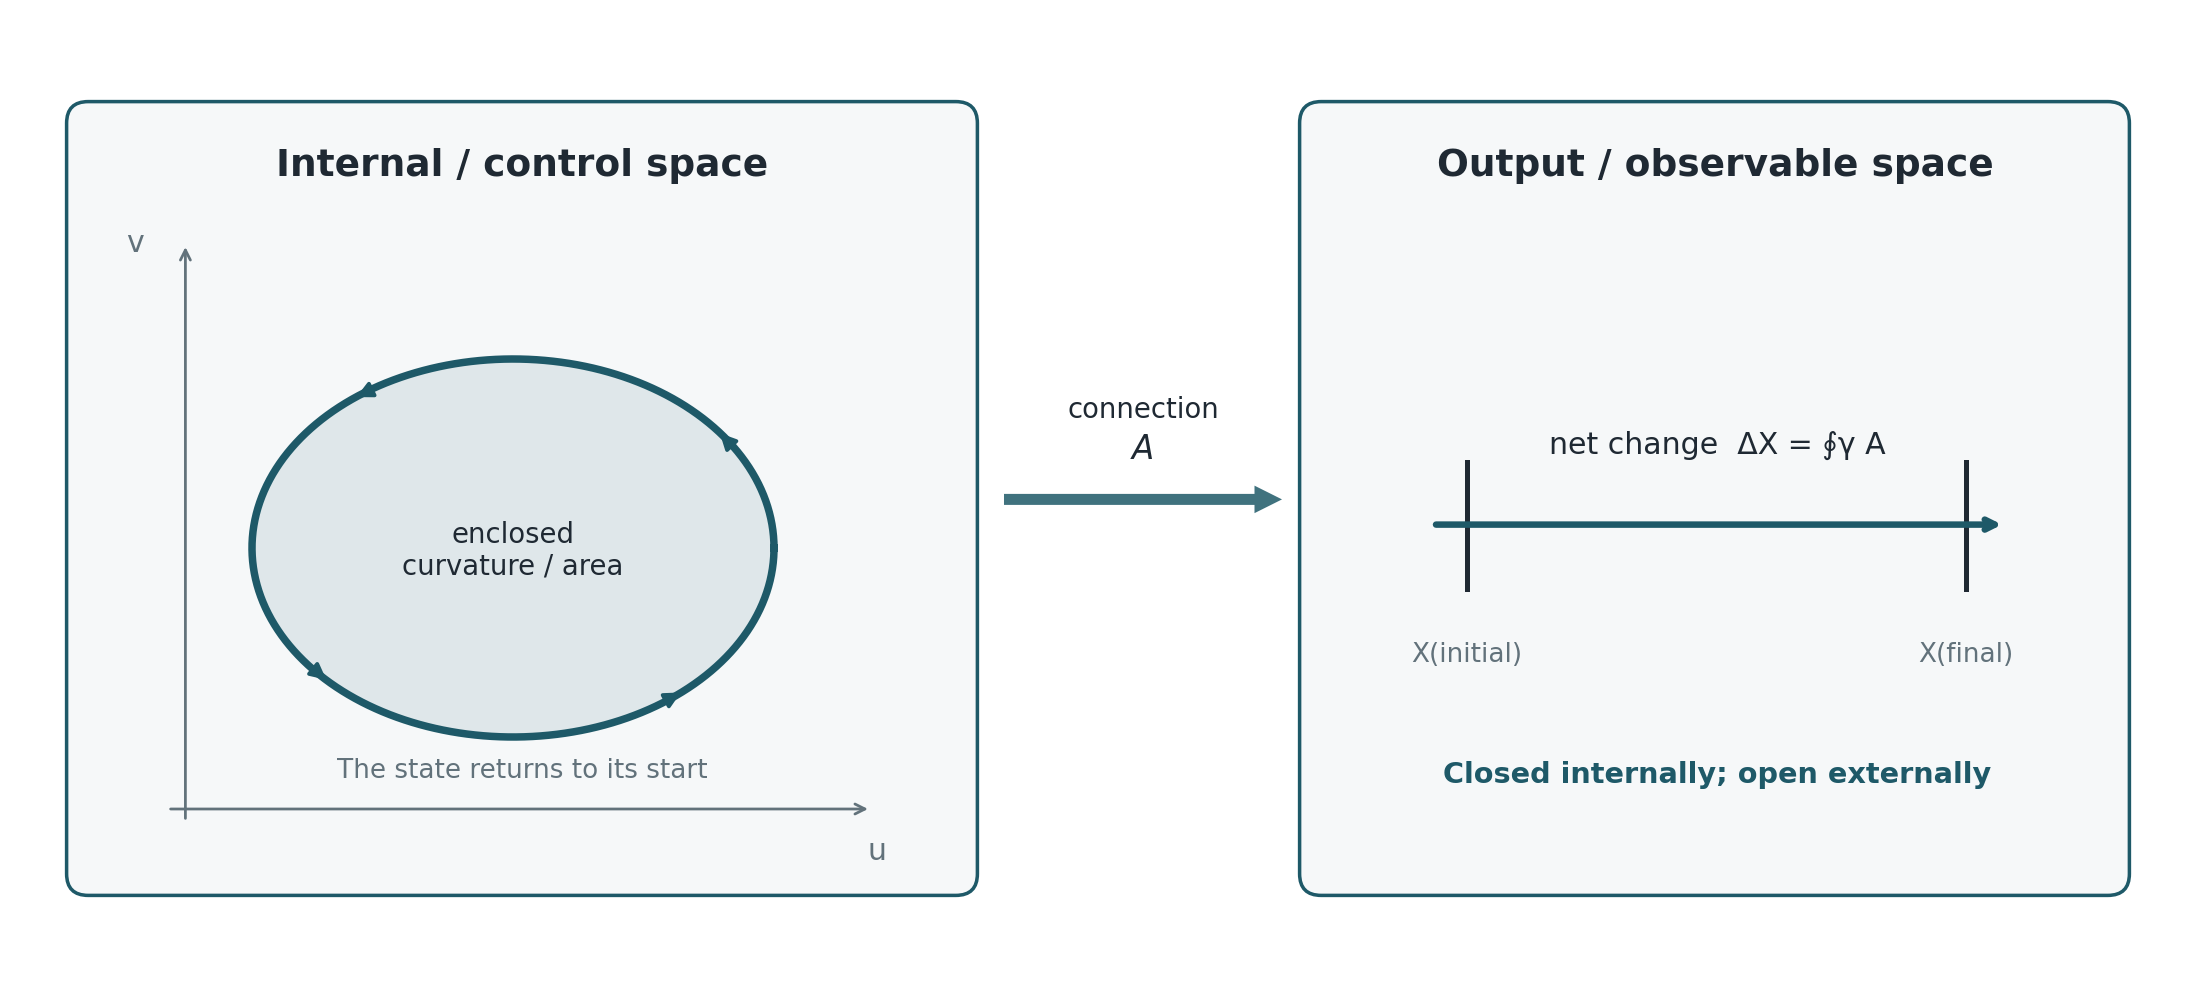 Internal / control space
v
enclosed
curvature / area
The state returns to its start
u
connection
A
Output / observable space
net change  ΔX = ∮γ A
X(initial)
X(final)
Closed internally; open externally